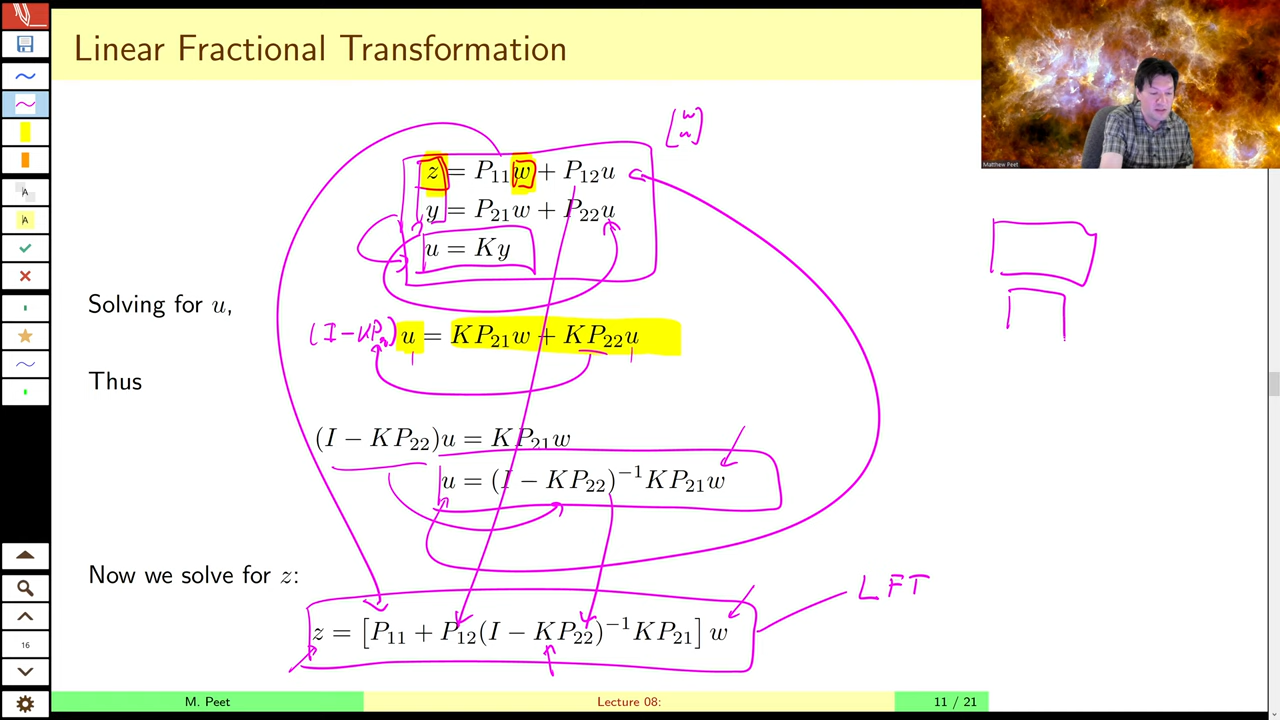 Linear Fractional Transformation
[w
u]
z = P₁₁w + P₁₂u
y = P₂₁w + P₂₂u
u = Ky
Solving for u,
(I-KP₂₂) u = KP₂₁w + KP₂₂u
Thus
(I − KP₂₂)u = KP₂₁w
u = (I − KP₂₂)⁻¹KP₂₁w
Now we solve for z:
LFT
z = [P₁₁ + P₁₂(I − KP₂₂)⁻¹KP₂₁] w
M. Peet
Lecture 08:
11 / 21
Matthew Peet
A
A
16